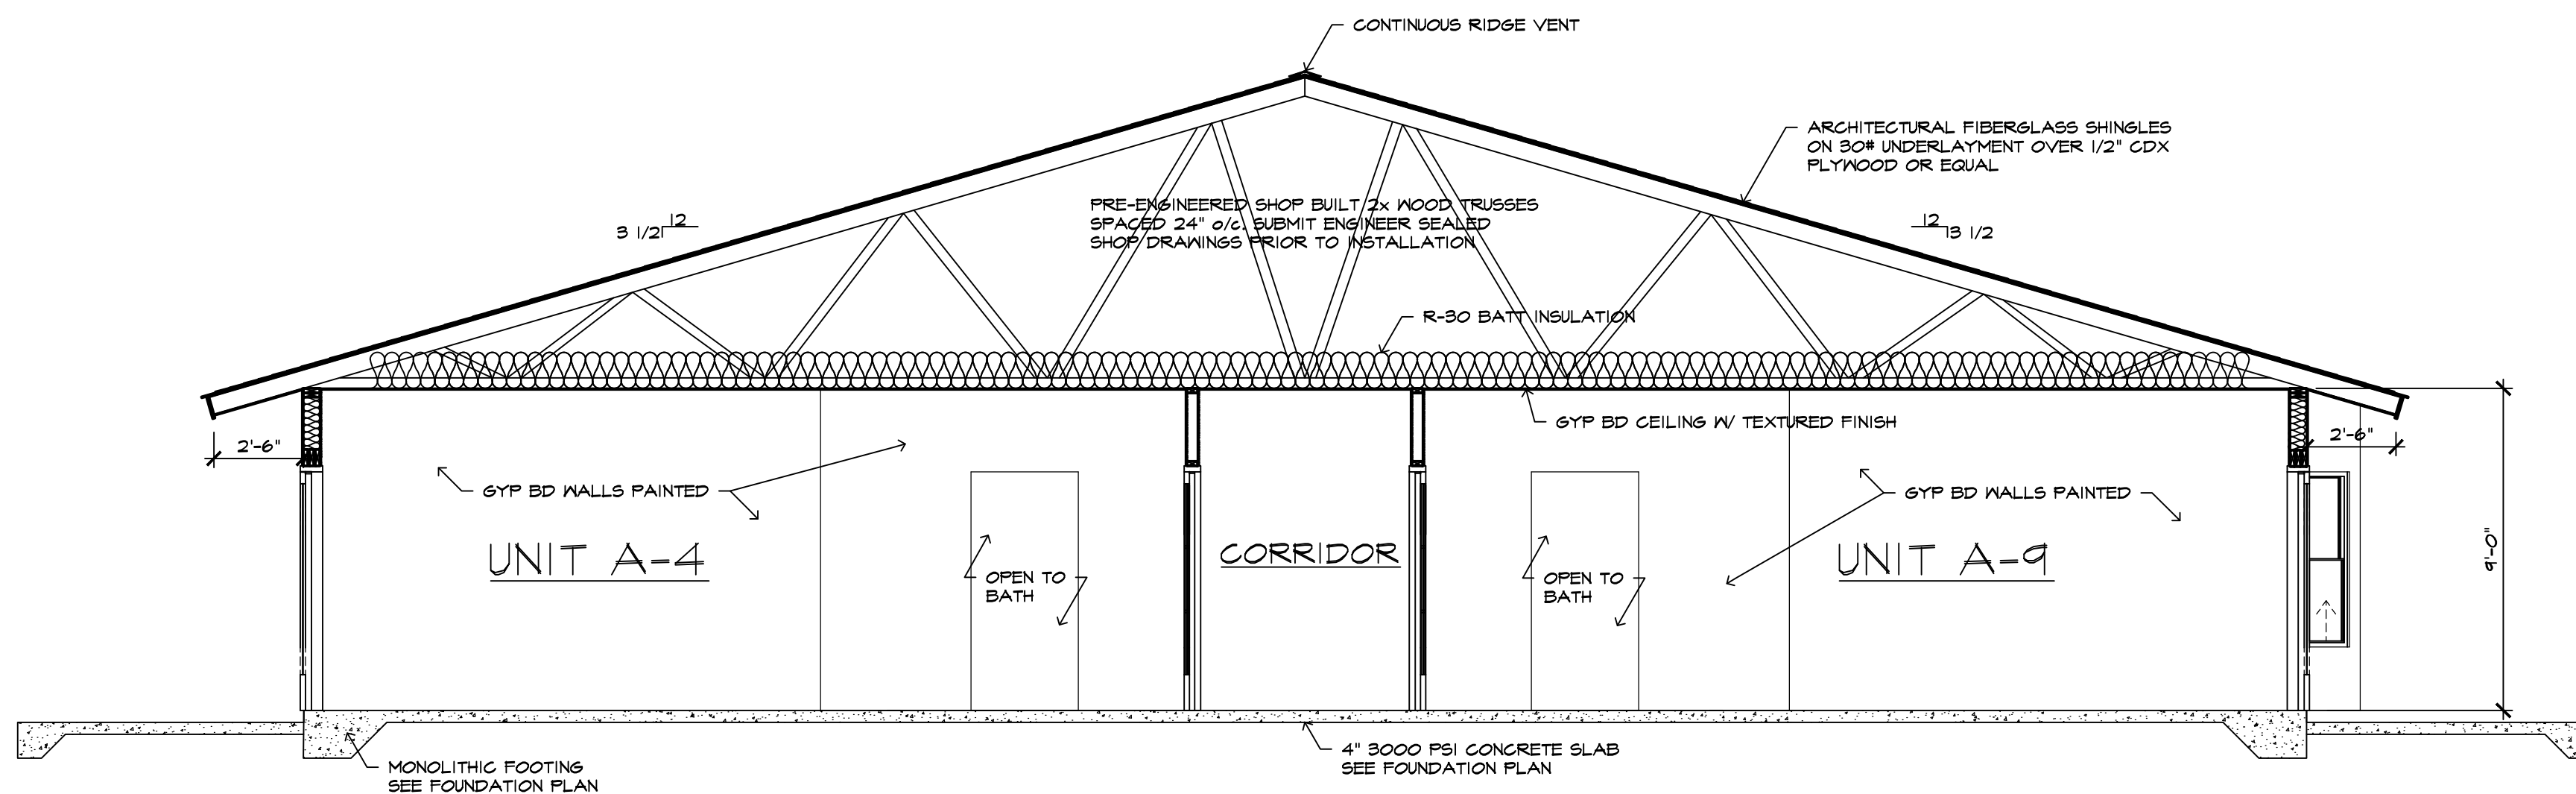 CONTINUOUS RIDGE VENT
ARCHITECTURAL FIBERGLASS SHINGLES
ON 30# UNDERLAYMENT OVER 1/2" CDX
PLYWOOD OR EQUAL
PRE-ENGINEERED SHOP BUILT 2x WOOD TRUSSES
SPACED 24" o/c. SUBMIT ENGINEER SEALED
SHOP DRAWINGS PRIOR TO INSTALLATION
12
3 1/2
12
3 1/2
R-30 BATT INSULATION
GYP BD CEILING W/ TEXTURED FINISH
2'-6"
2'-6"
GYP BD WALLS PAINTED
GYP BD WALLS PAINTED
UNIT A-4
CORRIDOR
UNIT A-9
OPEN TO
BATH
OPEN TO
BATH
9'-0"
4" 3000 PSI CONCRETE SLAB
SEE FOUNDATION PLAN
MONOLITHIC FOOTING
SEE FOUNDATION PLAN